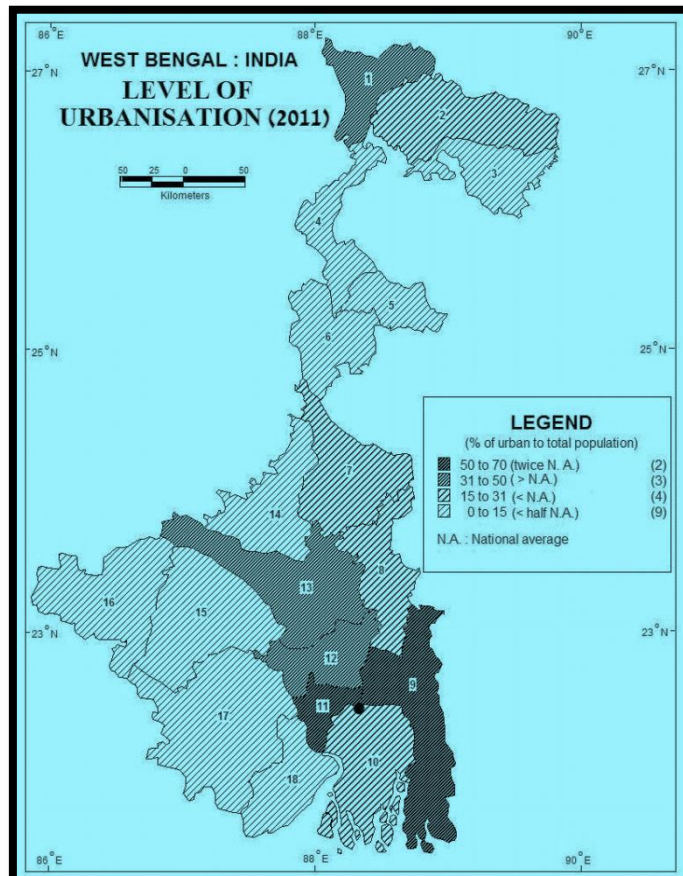 86°E
88°E
90°E
27°N
27°N
WEST BENGAL : INDIA
LEVEL OF
URBANISATION (2011)
50 25 0 50
Kilometers
1
2
3
4
5
6
25°N
25°N
LEGEND
(% of urban to total population)
50 to 70 (twice N. A.) (2)
31 to 50 ( > N.A.) (3)
15 to 31 (< N.A.) (4)
0 to 15 (< half N.A.) (9)
N.A. : National average
7
14
8
13
16
15
23°N
23°N
12
9
11
17
10
18
86°E
88°E
90°E